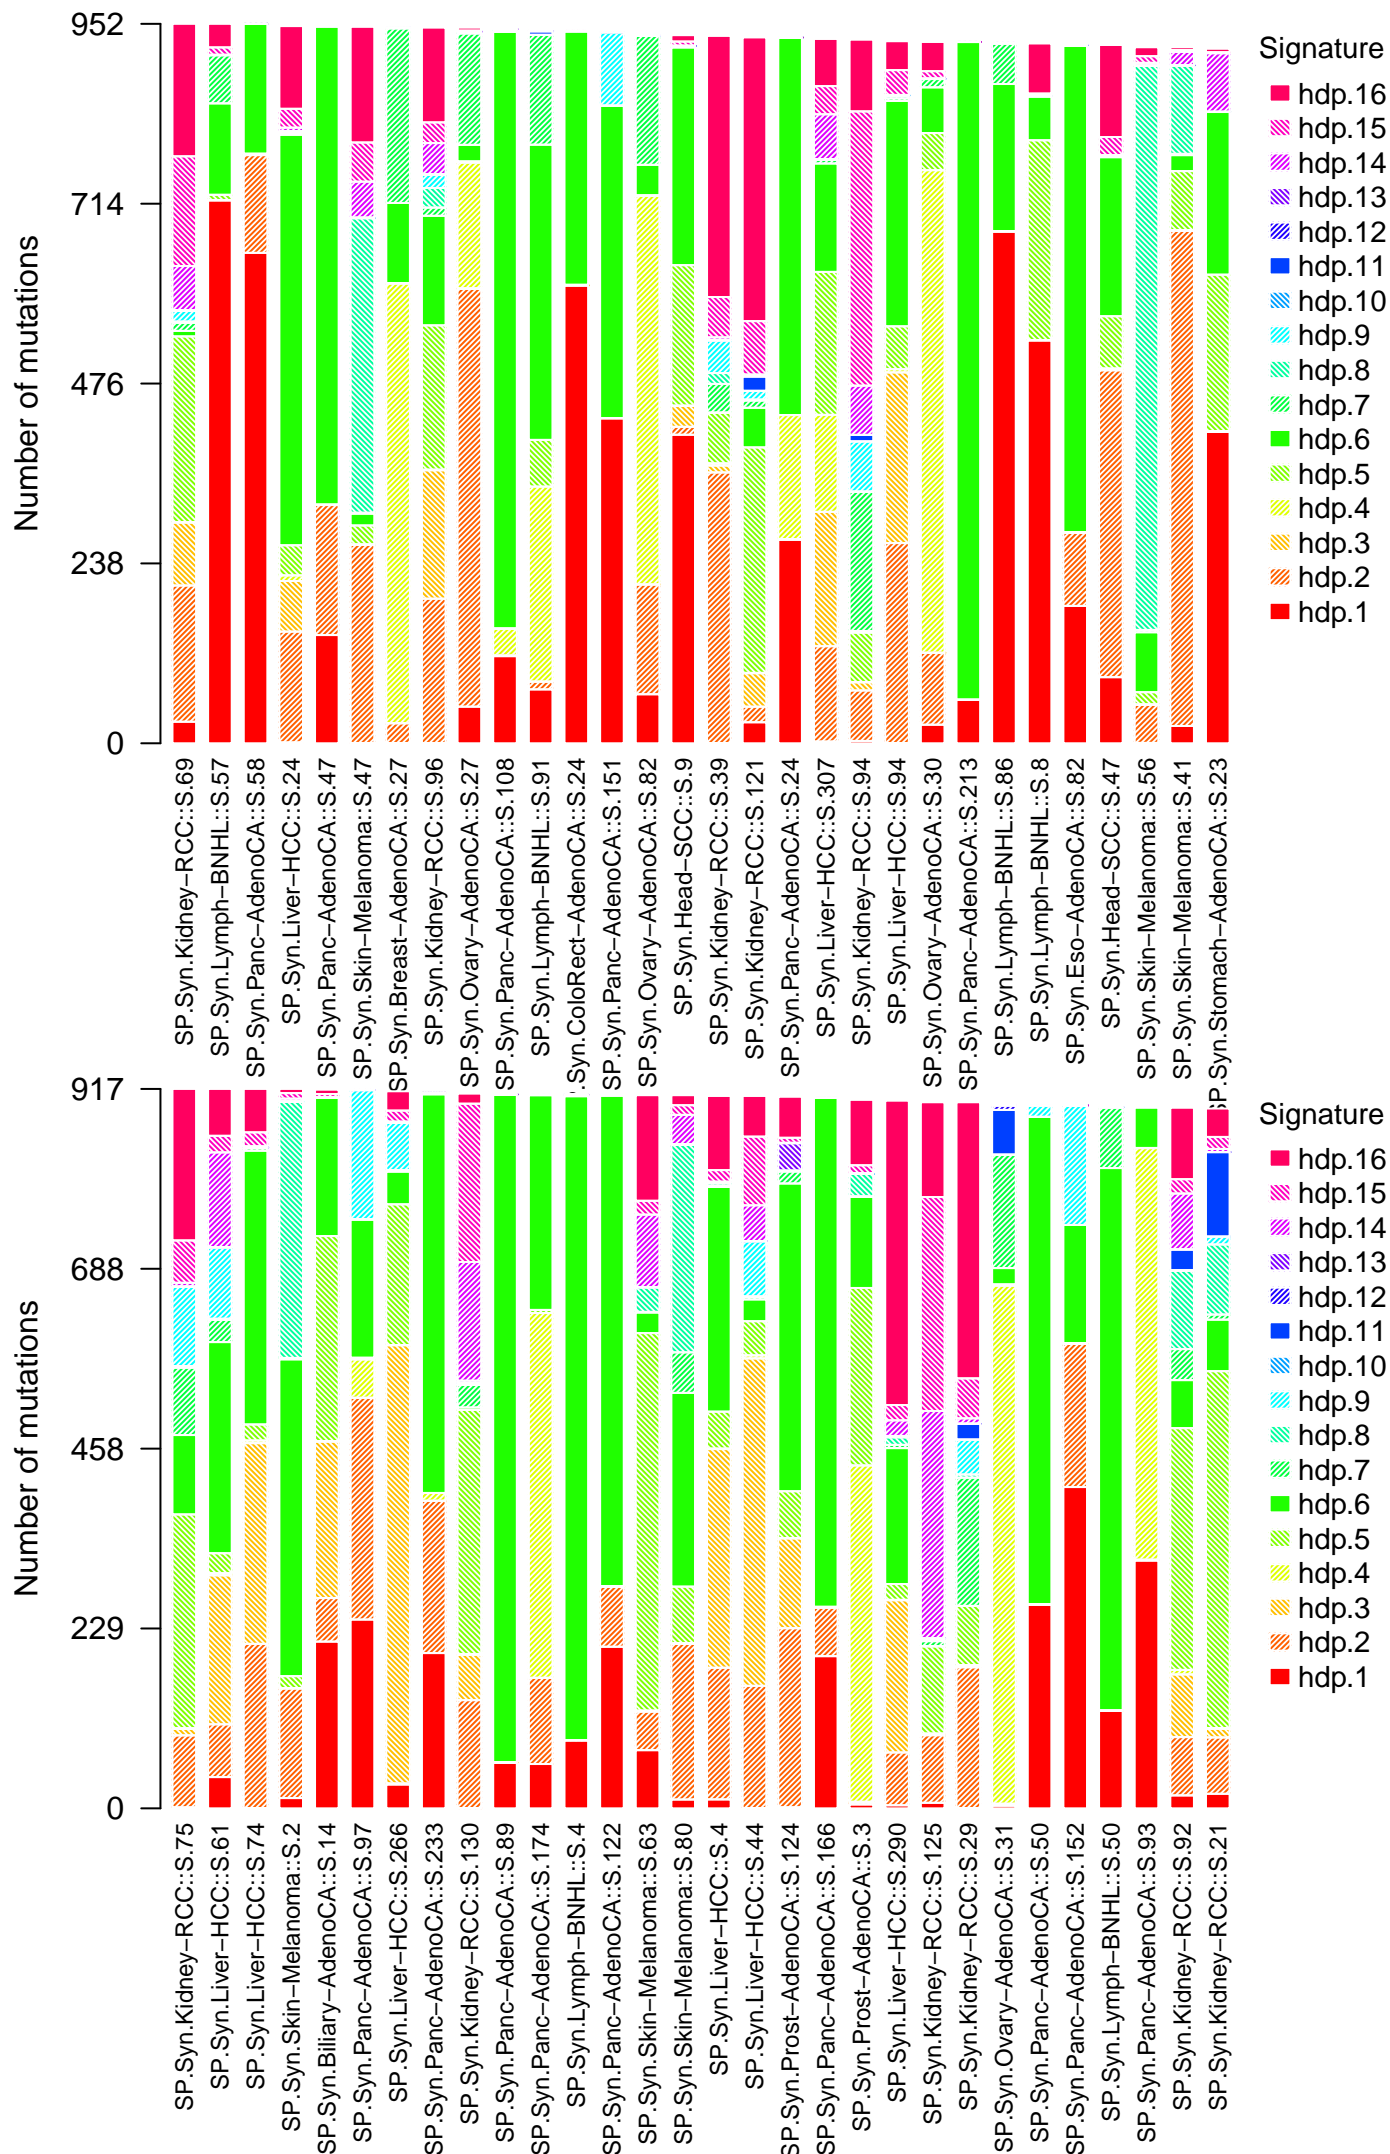 Number of mutations
952
714
476
238
0
Signature
hdp.16
hdp.15
hdp.14
hdp.13
hdp.12
hdp.11
hdp.10
hdp.9
hdp.8
hdp.7
hdp.6
hdp.5
hdp.4
hdp.3
hdp.2
hdp.1
SP.Syn.Kidney−RCC::S.69
SP.Syn.Lymph−BNHL::S.57
SP.Syn.Panc−AdenoCA::S.58
SP.Syn.Liver−HCC::S.24
SP.Syn.Panc−AdenoCA::S.47
SP.Syn.Skin−Melanoma::S.47
SP.Syn.Breast−AdenoCA::S.27
SP.Syn.Kidney−RCC::S.96
SP.Syn.Ovary−AdenoCA::S.27
SP.Syn.Panc−AdenoCA::S.108
SP.Syn.Lymph−BNHL::S.91
.Syn.ColoRect−AdenoCA::S.24
SP.Syn.Panc−AdenoCA::S.151
SP.Syn.Ovary−AdenoCA::S.82
SP.Syn.Head−SCC::S.9
SP.Syn.Kidney−RCC::S.39
SP.Syn.Kidney−RCC::S.121
SP.Syn.Panc−AdenoCA::S.24
SP.Syn.Liver−HCC::S.307
SP.Syn.Kidney−RCC::S.94
SP.Syn.Liver−HCC::S.94
SP.Syn.Ovary−AdenoCA::S.30
SP.Syn.Panc−AdenoCA::S.213
SP.Syn.Lymph−BNHL::S.86
SP.Syn.Lymph−BNHL::S.8
SP.Syn.Eso−AdenoCA::S.82
SP.Syn.Head−SCC::S.47
SP.Syn.Skin−Melanoma::S.56
SP.Syn.Skin−Melanoma::S.41
SP.Syn.Stomach−AdenoCA::S.23
Number of mutations
917
688
458
229
0
Signature
hdp.16
hdp.15
hdp.14
hdp.13
hdp.12
hdp.11
hdp.10
hdp.9
hdp.8
hdp.7
hdp.6
hdp.5
hdp.4
hdp.3
hdp.2
hdp.1
SP.Syn.Kidney−RCC::S.75
SP.Syn.Liver−HCC::S.61
SP.Syn.Liver−HCC::S.74
SP.Syn.Skin−Melanoma::S.2
SP.Syn.Biliary−AdenoCA::S.14
SP.Syn.Panc−AdenoCA::S.97
SP.Syn.Liver−HCC::S.266
SP.Syn.Panc−AdenoCA::S.233
SP.Syn.Kidney−RCC::S.130
SP.Syn.Panc−AdenoCA::S.89
SP.Syn.Panc−AdenoCA::S.174
SP.Syn.Lymph−BNHL::S.4
SP.Syn.Panc−AdenoCA::S.122
SP.Syn.Skin−Melanoma::S.63
SP.Syn.Skin−Melanoma::S.80
SP.Syn.Liver−HCC::S.4
SP.Syn.Liver−HCC::S.44
SP.Syn.Prost−AdenoCA::S.124
SP.Syn.Panc−AdenoCA::S.166
SP.Syn.Prost−AdenoCA::S.3
SP.Syn.Liver−HCC::S.290
SP.Syn.Kidney−RCC::S.125
SP.Syn.Kidney−RCC::S.29
SP.Syn.Ovary−AdenoCA::S.31
SP.Syn.Panc−AdenoCA::S.50
SP.Syn.Panc−AdenoCA::S.152
SP.Syn.Lymph−BNHL::S.50
SP.Syn.Panc−AdenoCA::S.93
SP.Syn.Kidney−RCC::S.92
SP.Syn.Kidney−RCC::S.21